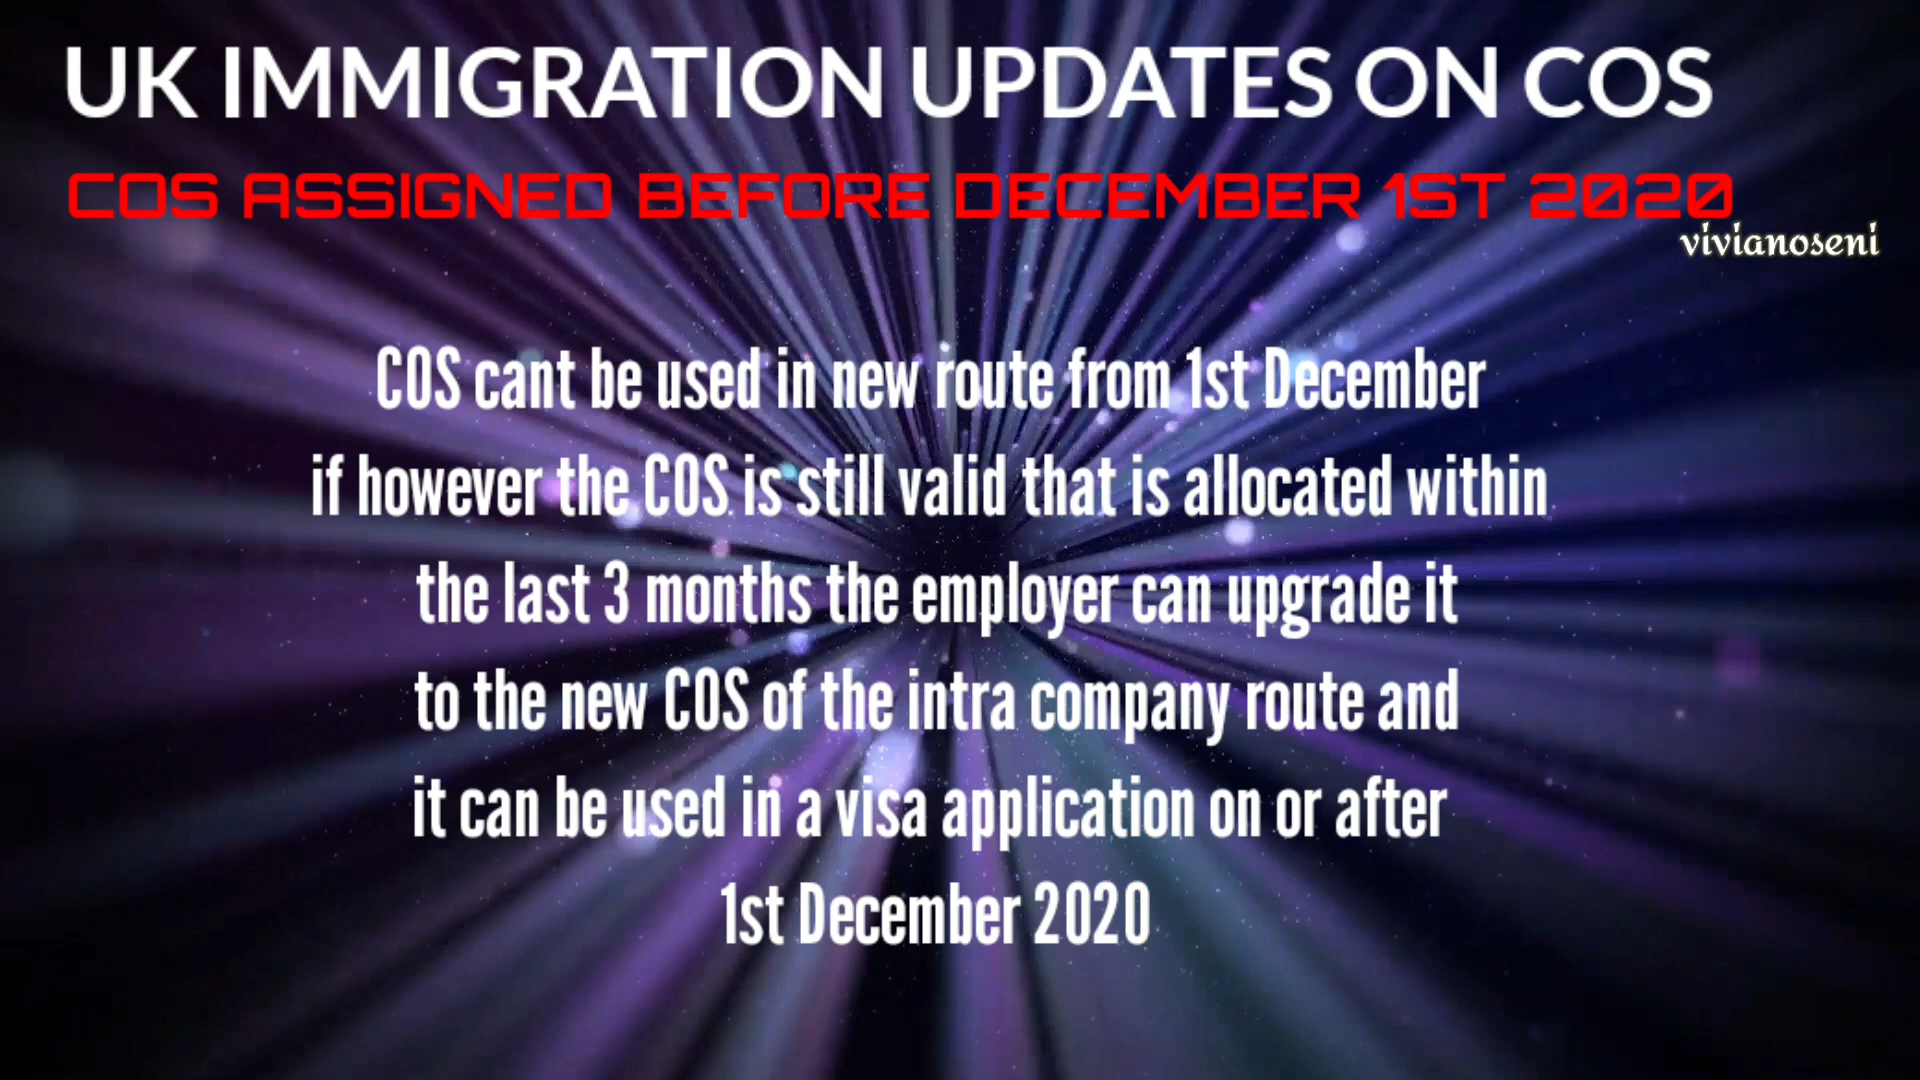 UK IMMIGRATION UPDATES ON COS
COS ASSIGNED BEFORE DECEMBER 1ST 2020
vivianoseni
COS cant be used in new route from 1st December
if however the COS is still valid that is allocated within
the last 3 months the employer can upgrade it
to the new COS of the intra company route and
it can be used in a visa application on or after
1st December 2020